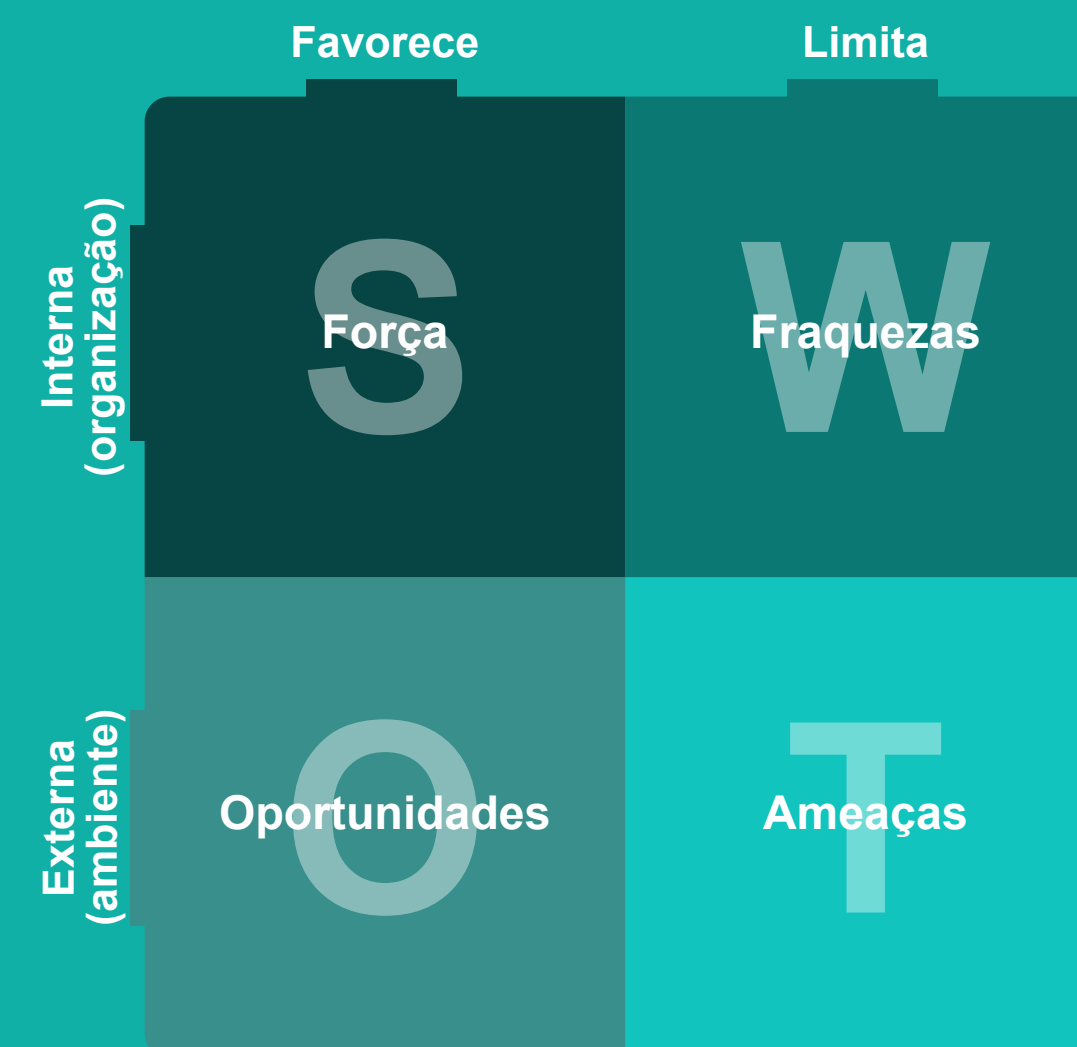 Favorece
Limita
Interna
(organização)
S
Força
W
Fraquezas
Externa
(ambiente)
O
Oportunidades
T
Ameaças